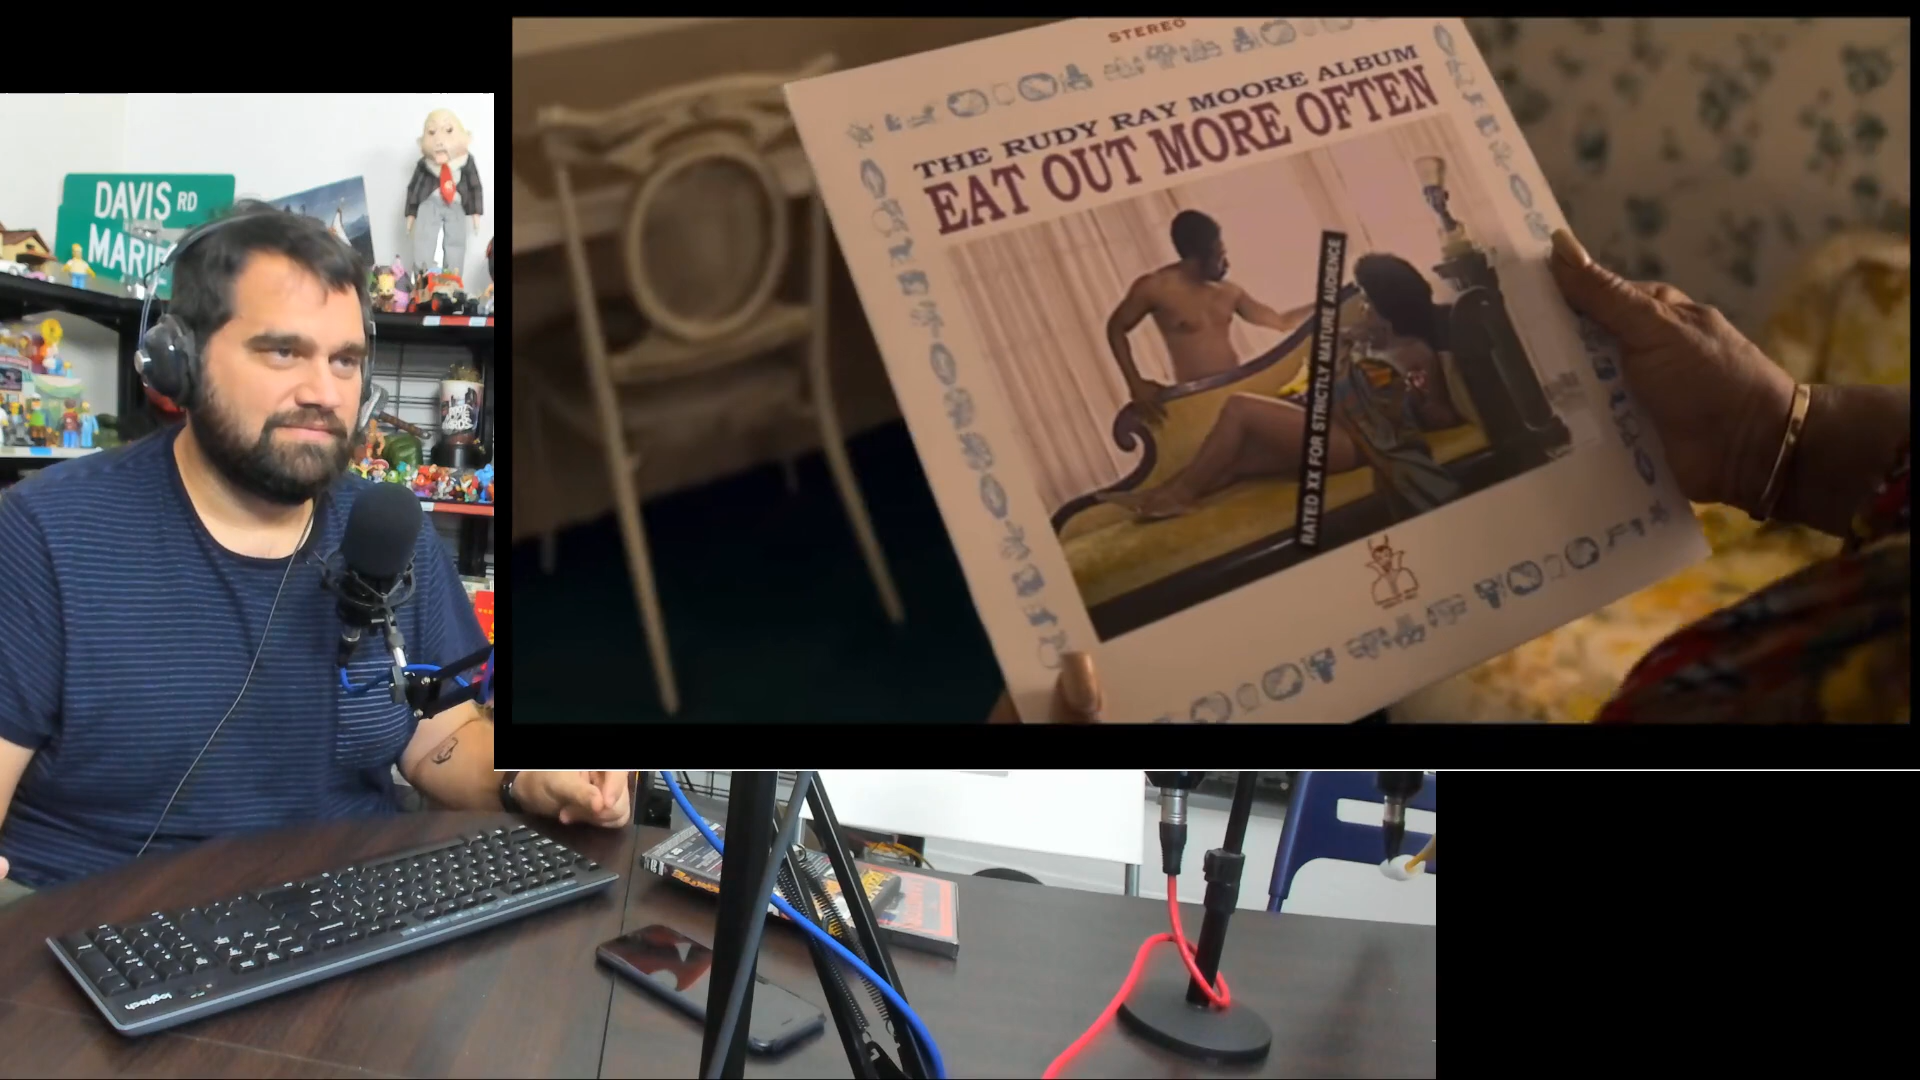 STEREO
THE RUDY RAY MOORE ALBUM
EAT OUT MORE OFTEN
RATED XX FOR STRICTLY MATURE AUDIENCE
DAVIS RD
MARIE
logitech